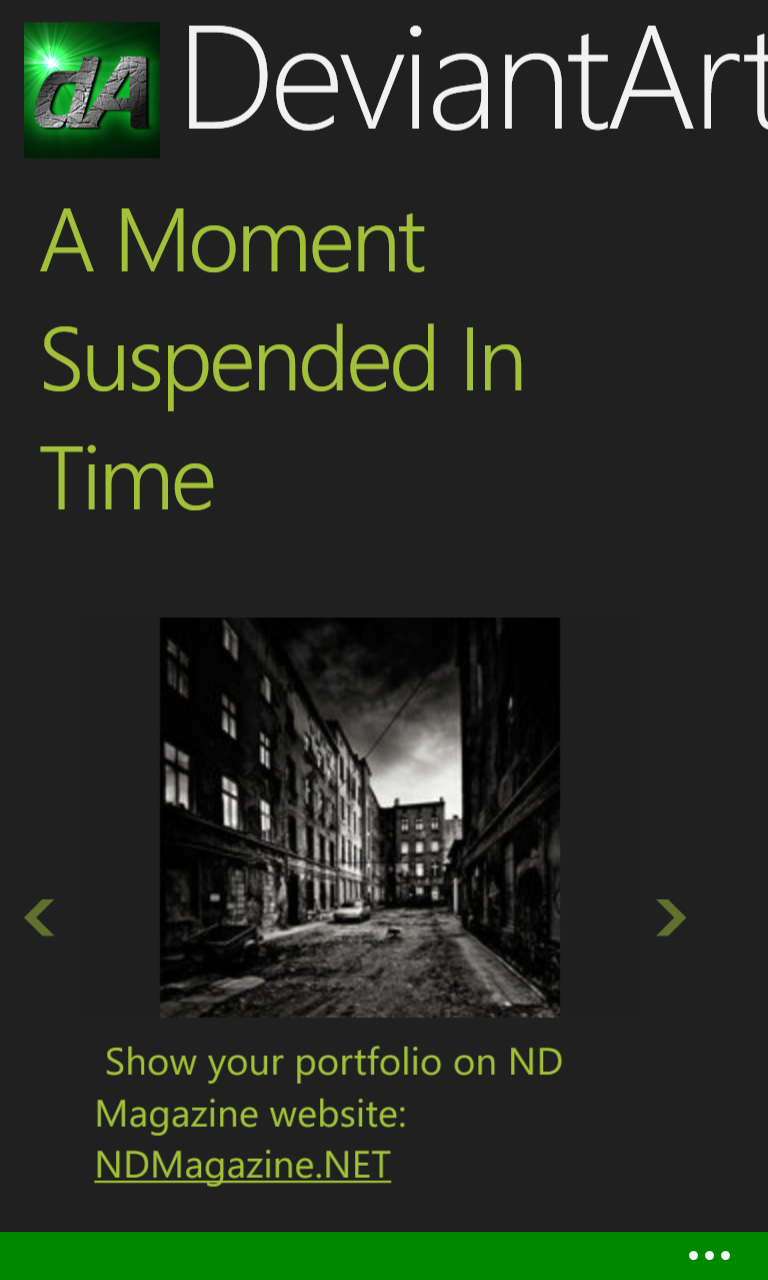 dA DeviantArt
A Moment
Suspended In
Time
Show your portfolio on ND
Magazine website:
NDMagazine.NET